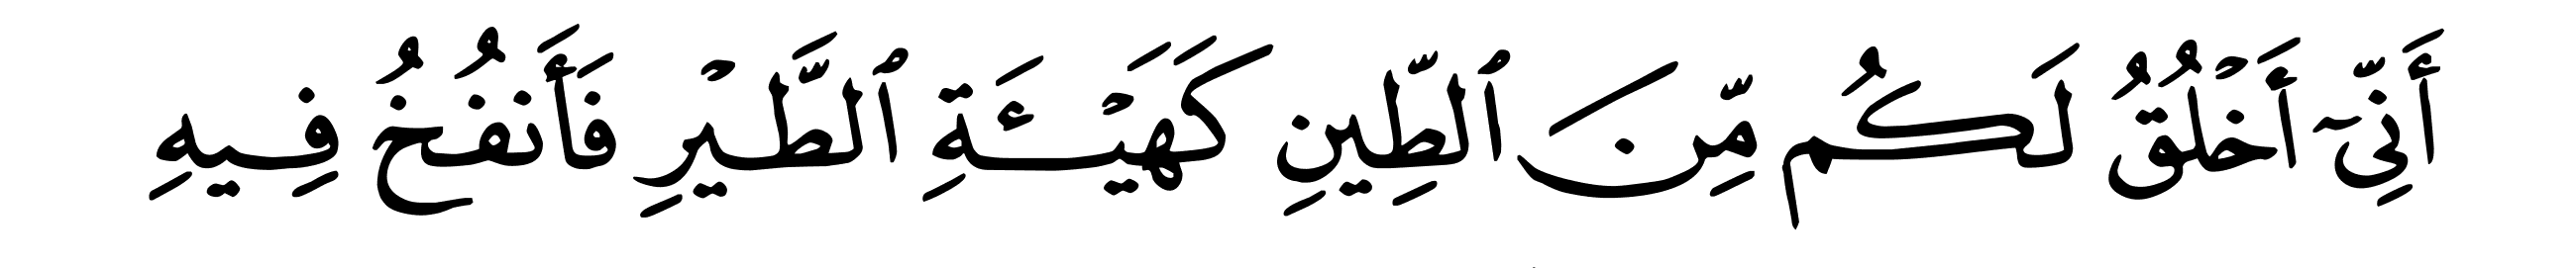 أَنِّيٓ أَخۡلُقُ لَكُم مِّنَ ٱلطِّينِ كَهَيۡـَٔةِ ٱلطَّيۡرِ فَأَنفُخُ فِيهِ